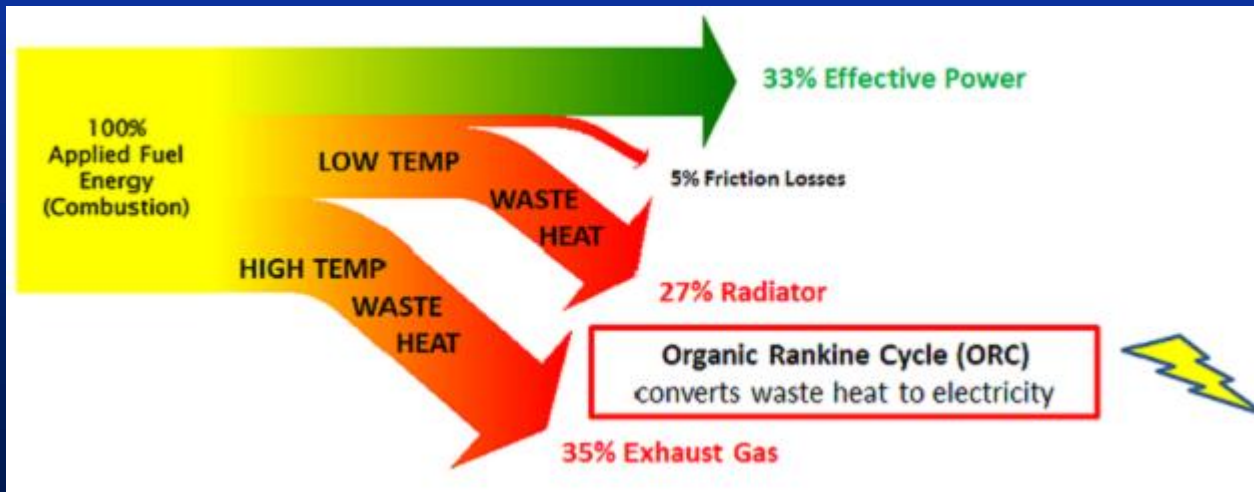 33% Effective Power
100%
Applied Fuel
Energy
(Combustion)
LOW TEMP
5% Friction Losses
WASTE
HEAT
HIGH TEMP
27% Radiator
WASTE
HEAT
Organic Rankine Cycle (ORC)
converts waste heat to electricity
35% Exhaust Gas